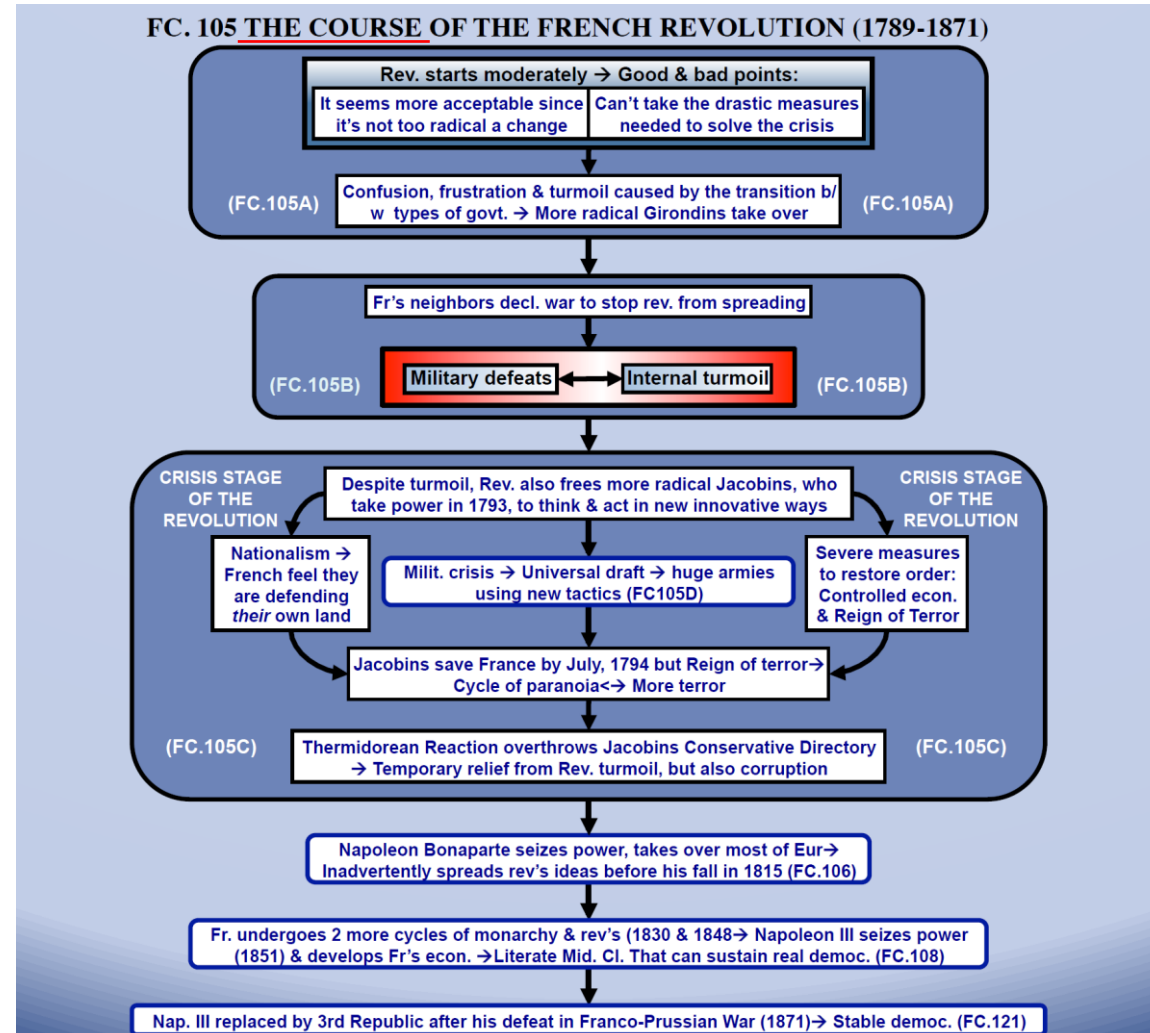 FC. 105 THE COURSE OF THE FRENCH REVOLUTION (1789-1871)
Rev. starts moderately → Good & bad points:
It seems more acceptable since
it's not too radical a change
Can't take the drastic measures
needed to solve the crisis
(FC.105A)
Confusion, frustration & turmoil caused by the transition b/
w types of govt. → More radical Girondins take over
(FC.105A)
Fr's neighbors decl. war to stop rev. from spreading
(FC.105B)
Military defeats
Internal turmoil
(FC.105B)
CRISIS STAGE
OF THE
REVOLUTION
Despite turmoil, Rev. also frees more radical Jacobins, who
take power in 1793, to think & act in new innovative ways
CRISIS STAGE
OF THE
REVOLUTION
Nationalism →
French feel they
are defending
their own land
Milit. crisis → Universal draft → huge armies
using new tactics (FC105D)
Severe measures
to restore order:
Controlled econ.
& Reign of Terror
Jacobins save France by July, 1794 but Reign of terror→
Cycle of paranoia<→ More terror
(FC.105C)
Thermidorean Reaction overthrows Jacobins Conservative Directory
→ Temporary relief from Rev. turmoil, but also corruption
(FC.105C)
Napoleon Bonaparte seizes power, takes over most of Eur→
Inadvertently spreads rev's ideas before his fall in 1815 (FC.106)
Fr. undergoes 2 more cycles of monarchy & rev's (1830 & 1848→ Napoleon III seizes power
(1851) & develops Fr's econ. →Literate Mid. Cl. That can sustain real democ. (FC.108)
Nap. III replaced by 3rd Republic after his defeat in Franco-Prussian War (1871)→ Stable democ. (FC.121)